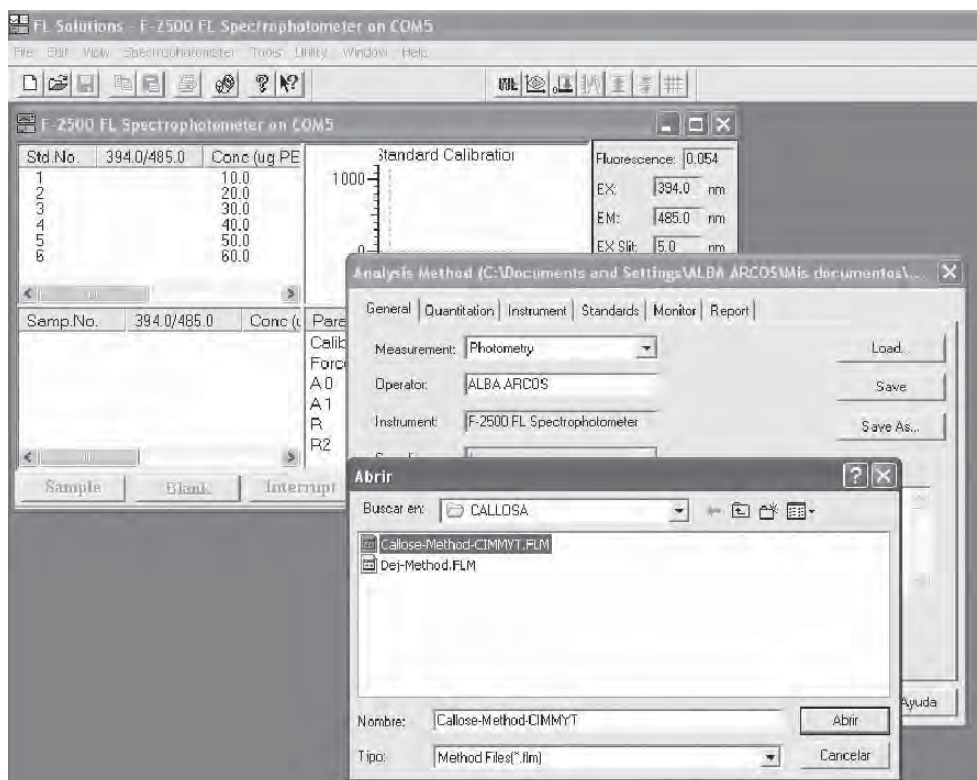 FL Solutions - F-2500 FL Spectrophotometer on COM5
File Edit View Spectrophotometer Tools Utility Window Help
F-2500 FL Spectrophotometer on COM5
Std.No. 394.0/485.0 Conc (ug PE
1 10.0
2 20.0
3 30.0
4 40.0
5 50.0
6 60.0
Standard Calibration
1000
0
Fluorescence: 0.054
EX: 394.0 nm
EM: 485.0 nm
EX Slit: 5.0 nm
Samp.No. 394.0/485.0 Conc (u
Para
Calib
Force
A0
A1
R
R2
Sample Blank Interrupt
Analysis Method (C:\Documents and Settings\ALBA ARCOS\Mis documentos\...
General Quantitation Instrument Standards Monitor Report
Measurement: Photometry Load...
Operator: ALBA ARCOS Save
Instrument: F-2500 FL Spectrophotometer Save As...
Abrir
Buscar en: CALLOSA
Callose-Method-CIMMYT.FLM
Dej-Method.FLM
Nombre: Callose-Method-CIMMYT Abrir
Tipo: Method Files(*.flm) Cancelar
Ayuda